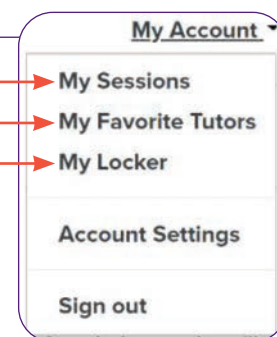 My Account
My Sessions
My Favorite Tutors
My Locker
Account Settings
Sign out